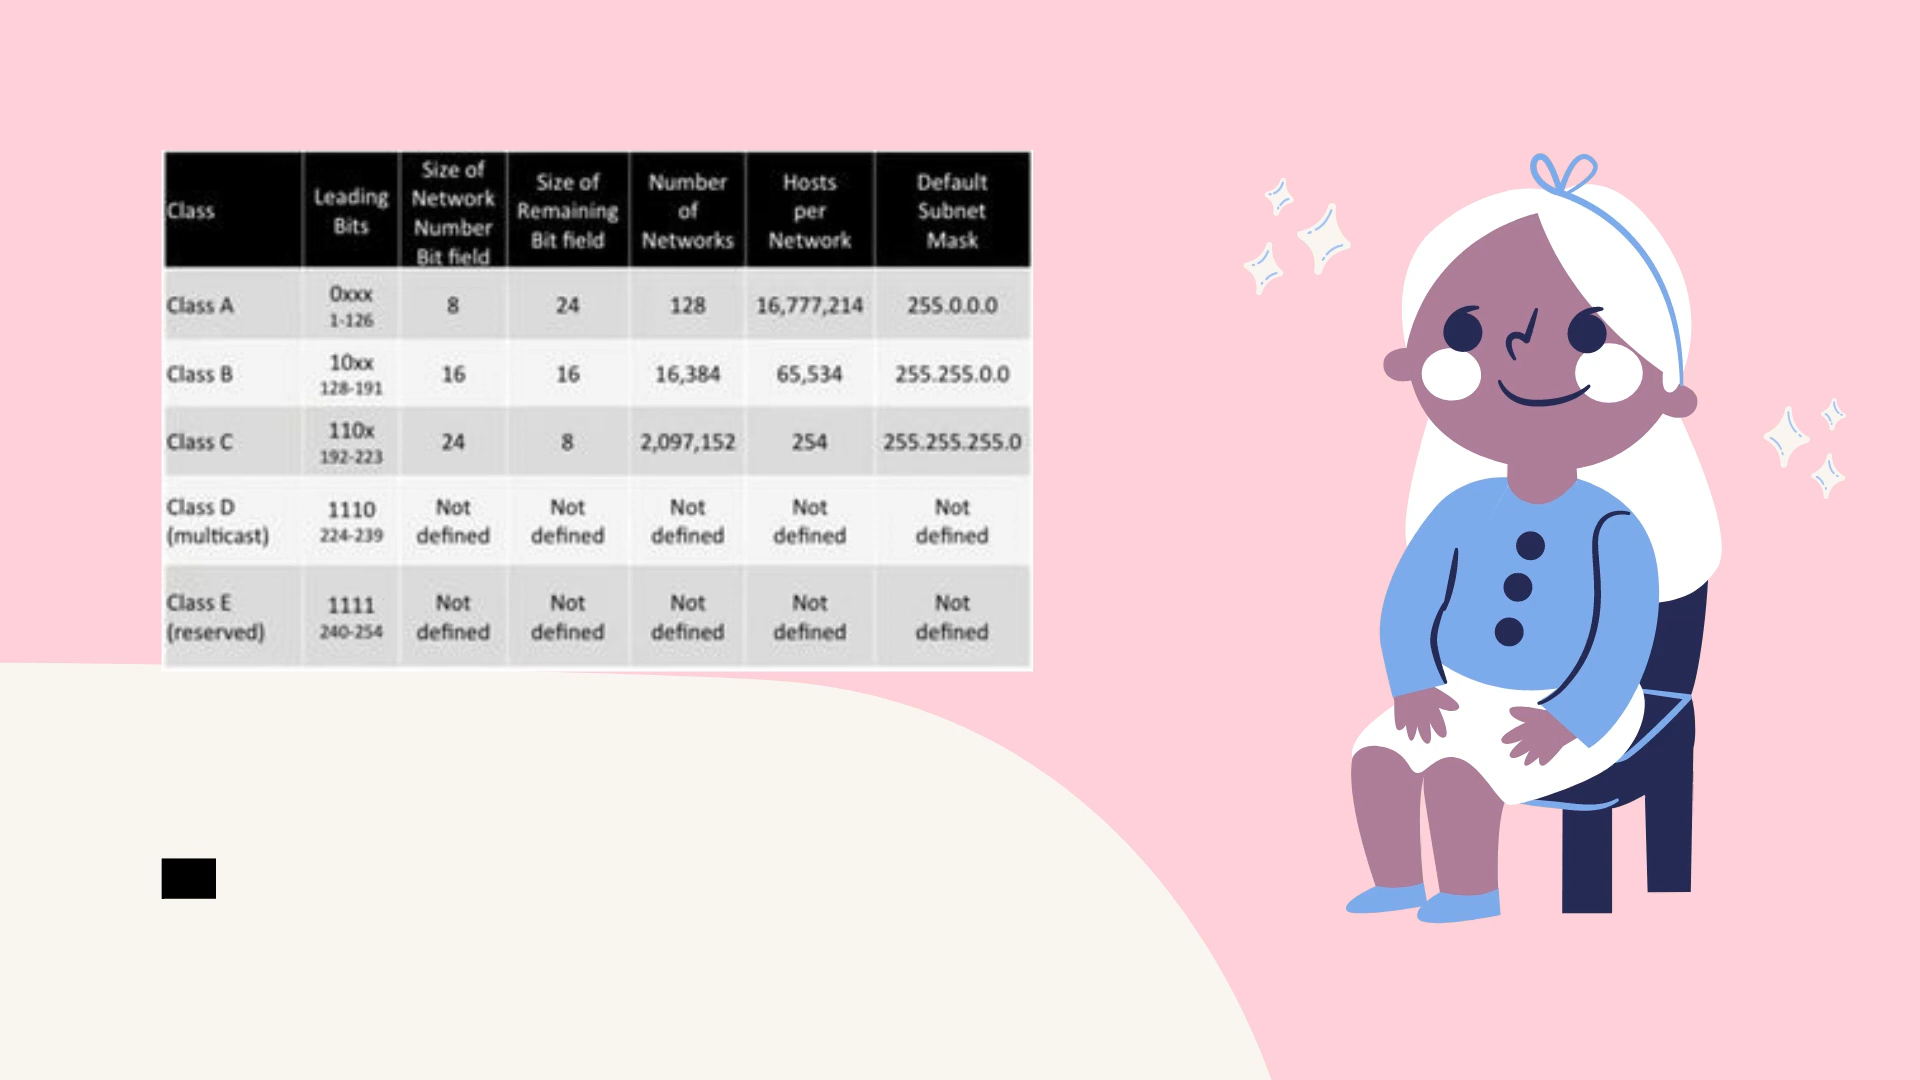 Class Leading Bits Size of Network Number Bit field Size of Remaining Bit field Number of Networks Hosts per Network Default Subnet Mask
Class A 0xxx 1-126 8 24 128 16,777,214 255.0.0.0
Class B 10xx 128-191 16 16 16,384 65,534 255.255.0.0
Class C 110x 192-223 24 8 2,097,152 254 255.255.255.0
Class D (multicast) 1110 224-239 Not defined Not defined Not defined Not defined Not defined
Class E (reserved) 1111 240-254 Not defined Not defined Not defined Not defined Not defined